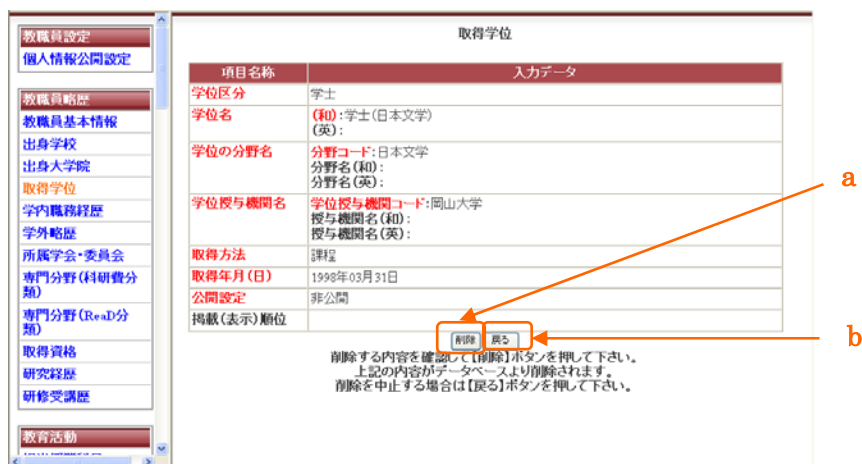 教職員設定
個人情報公開設定
教職員略歴
教職員基本情報
出身学校
出身大学院
取得学位
学内職務経歴
学外略歴
所属学会・委員会
専門分野(科研費分
類)
専門分野(ReaD分
類)
取得資格
研究経歴
研修受講歴
教育活動
取得学位
項目名称 入力データ
学位区分 学士
学位名 (和):学士(日本文学)
(英):
学位の分野名 分野コード:日本文学
分野名(和):
分野名(英):
学位授与機関名 学位授与機関コード:岡山大学
授与機関名(和):
授与機関名(英):
取得方法 課程
取得年月(日) 1998年03月31日
公開設定 非公開
掲載(表示)順位
削除 戻る
削除する内容を確認して【削除】ボタンを押して下さい。
上記の内容がデータベースより削除されます。
削除を中止する場合は【戻る】ボタンを押して下さい。
a
b